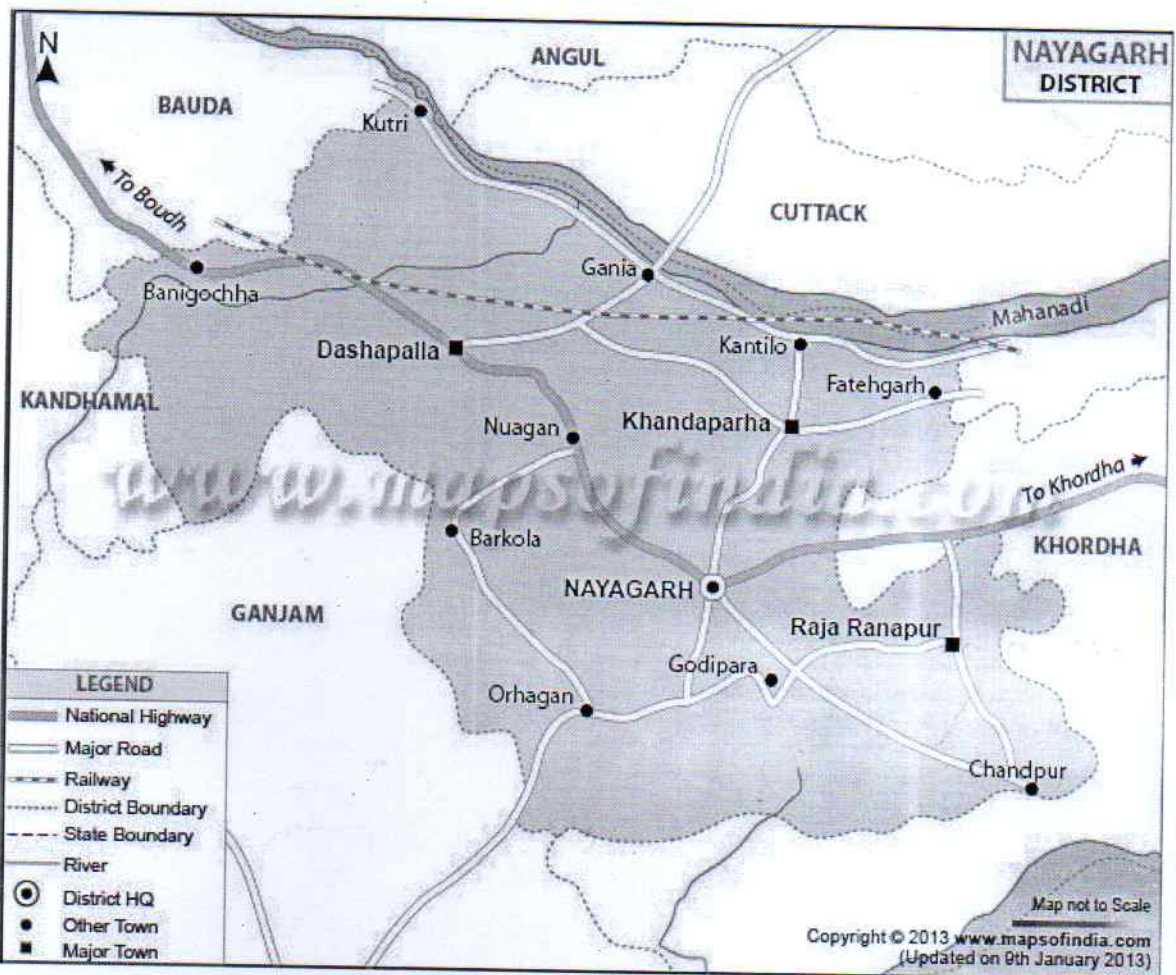 NAYAGARH
DISTRICT
N
ANGUL
BAUDA
Kutri
To Boudh
CUTTACK
Gania
Banigochha
Mahanadi
Dashapalla
Kantilo
Fatehgarh
KANDHAMAL
Khandaparha
Nuagan
www.mapsofindia.com
To Khordha
Barkola
KHORDHA
NAYAGARH
GANJAM
Raja Ranapur
Godipara
Orhagan
Chandpur
LEGEND
National Highway
Major Road
Railway
District Boundary
State Boundary
River
District HQ
Other Town
Major Town
Map not to Scale
Copyright © 2013 www.mapsofindia.com
(Updated on 9th January 2013)